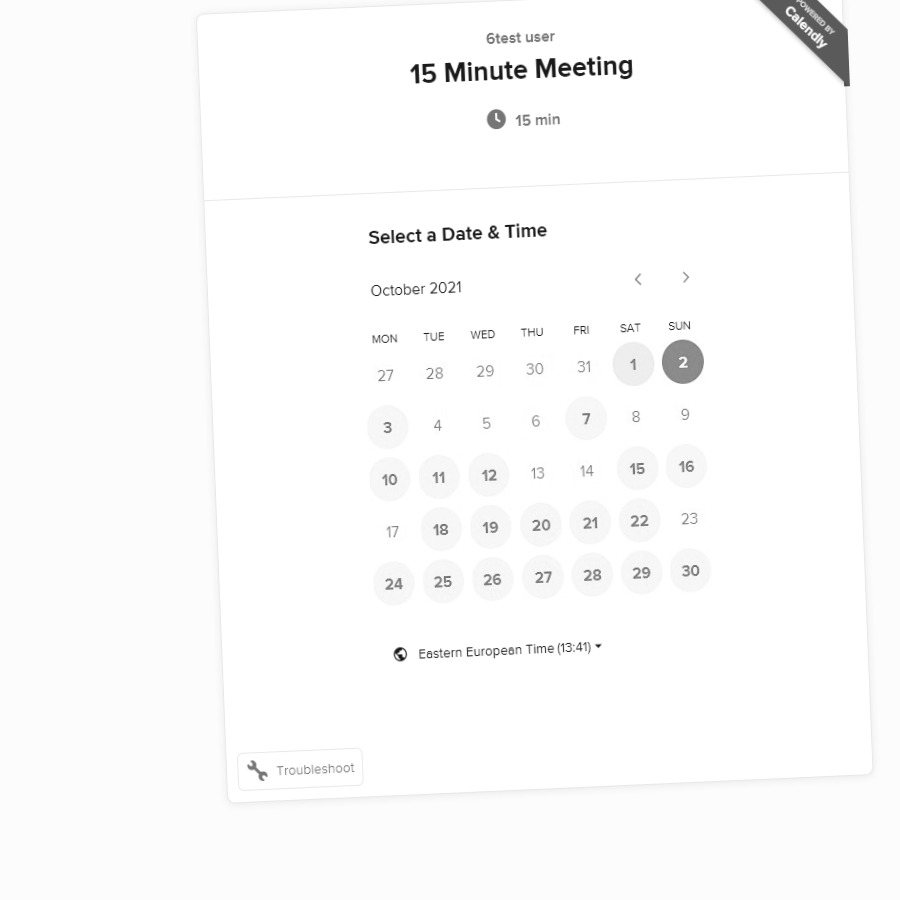 POWERED BY
Calendly
6test user
15 Minute Meeting
15 min
Select a Date & Time
October 2021
MON TUE WED THU FRI SAT SUN
27 28 29 30 31 1 2
3 4 5 6 7 8 9
10 11 12 13 14 15 16
17 18 19 20 21 22 23
24 25 26 27 28 29 30
Eastern European Time (13:41)
Troubleshoot